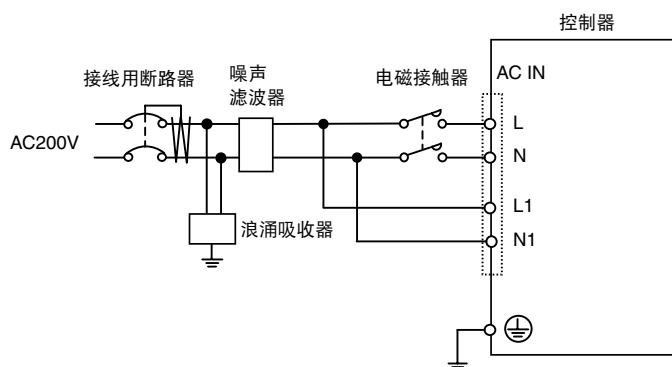 控制器
接线用断路器
噪声
滤波器
电磁接触器
AC IN
AC200V
L
N
L1
浪涌吸收器
N1